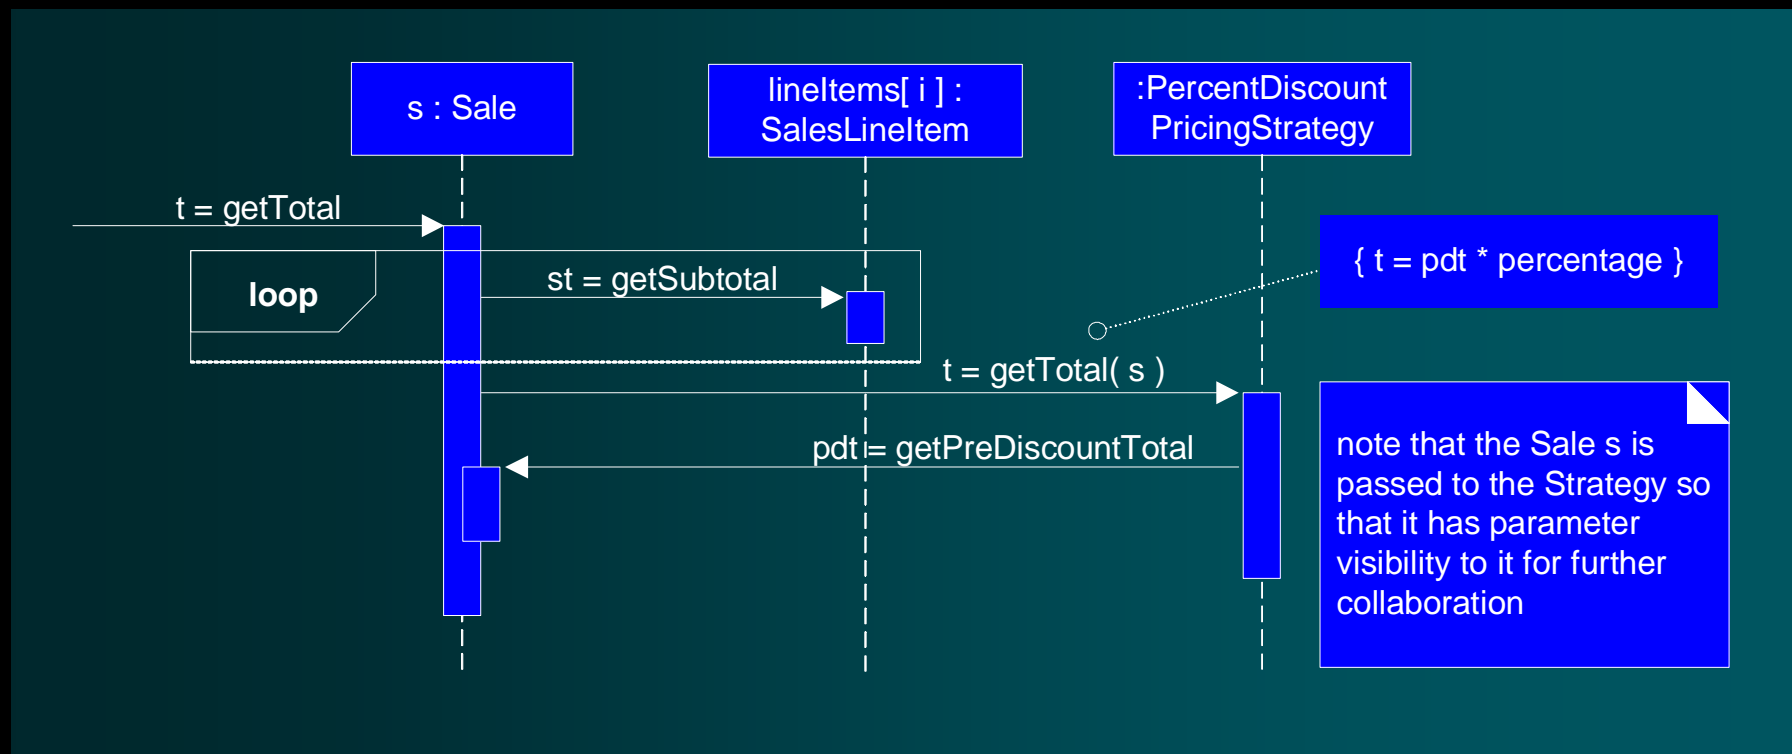 s : Sale
lineItems[ i ] :
SalesLineItem
:PercentDiscount
PricingStrategy
t = getTotal
loop
st = getSubtotal
{ t = pdt * percentage }
t = getTotal( s )
pdt = getPreDiscountTotal
note that the Sale s is
passed to the Strategy so
that it has parameter
visibility to it for further
collaboration